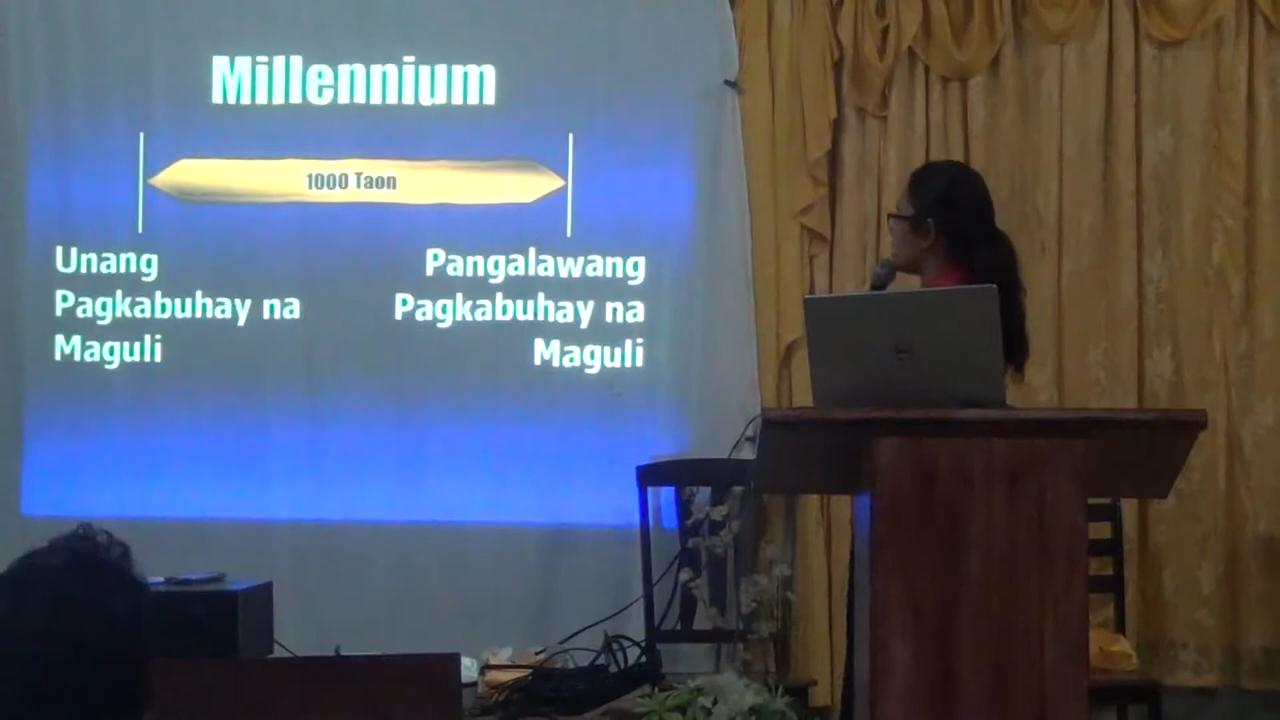 Millennium
1000 Taon
Unang
Pagkabuhay na
Maguli
Pangalawang
Pagkabuhay na
Maguli